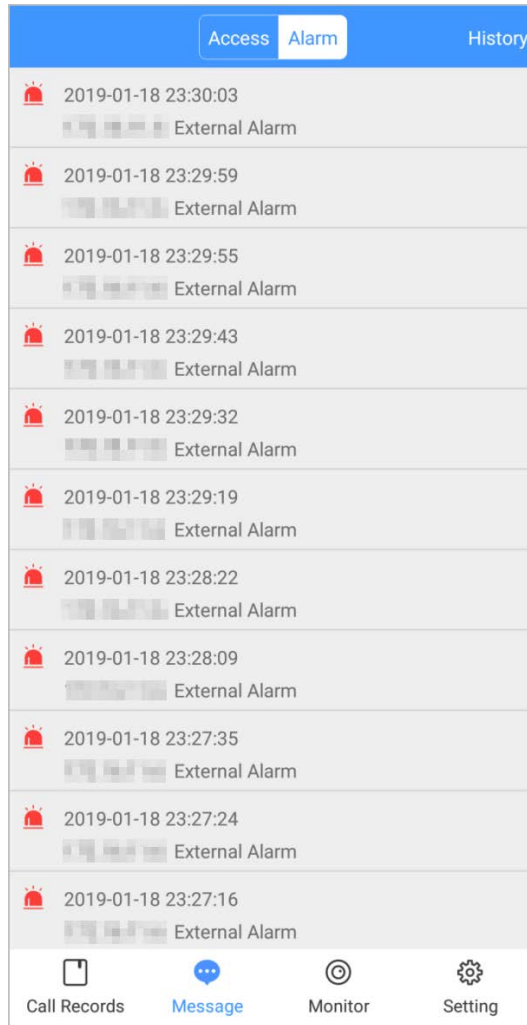 Access Alarm History
2019-01-18 23:30:03
External Alarm
2019-01-18 23:29:59
External Alarm
2019-01-18 23:29:55
External Alarm
2019-01-18 23:29:43
External Alarm
2019-01-18 23:29:32
External Alarm
2019-01-18 23:29:19
External Alarm
2019-01-18 23:28:22
External Alarm
2019-01-18 23:28:09
External Alarm
2019-01-18 23:27:35
External Alarm
2019-01-18 23:27:24
External Alarm
2019-01-18 23:27:16
External Alarm
Call Records Message Monitor Setting